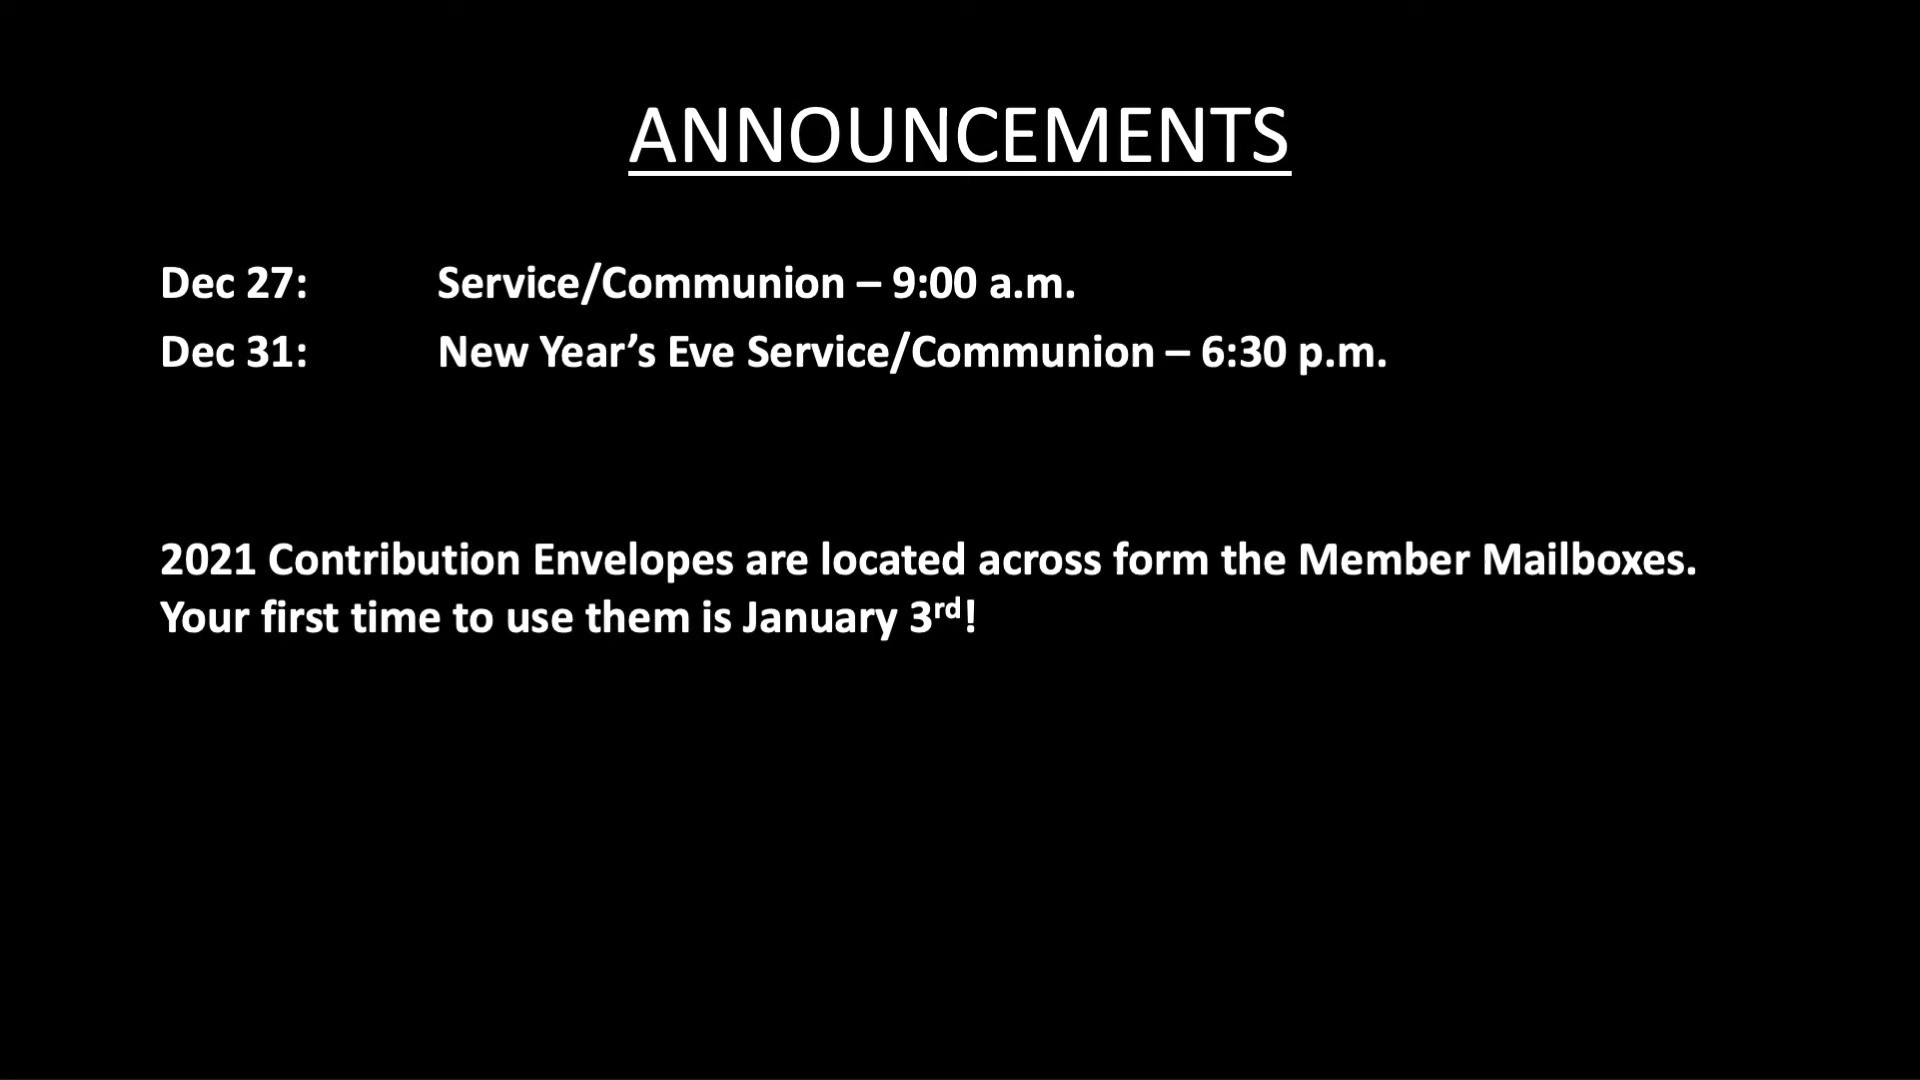 ANNOUNCEMENTS
Dec 27: Service/Communion – 9:00 a.m.
Dec 31: New Year’s Eve Service/Communion – 6:30 p.m.
2021 Contribution Envelopes are located across form the Member Mailboxes.
Your first time to use them is January 3rd!